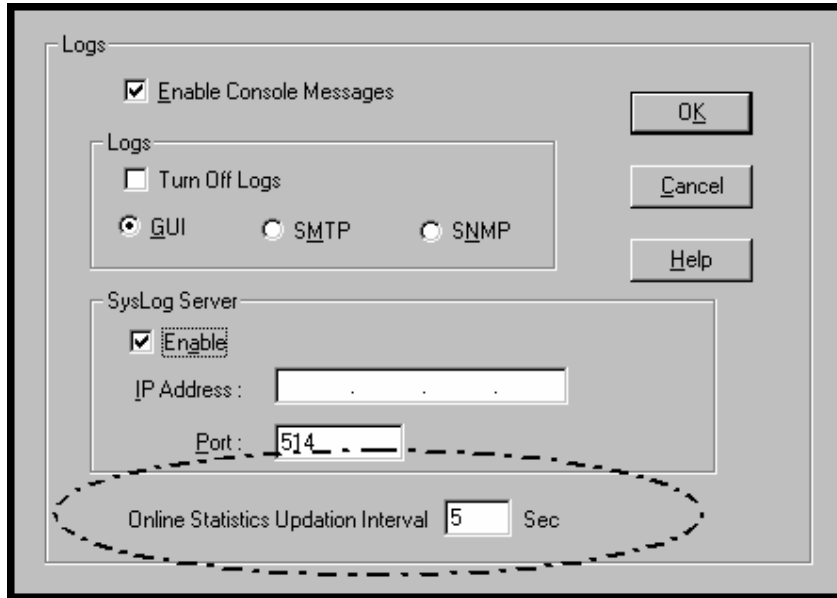 Logs
Enable Console Messages
OK
Logs
Turn Off Logs
Cancel
GUI SMTP SNMP
Help
SysLog Server
Enable
IP Address : . . .
Port : 514
Online Statistics Updation Interval 5 Sec